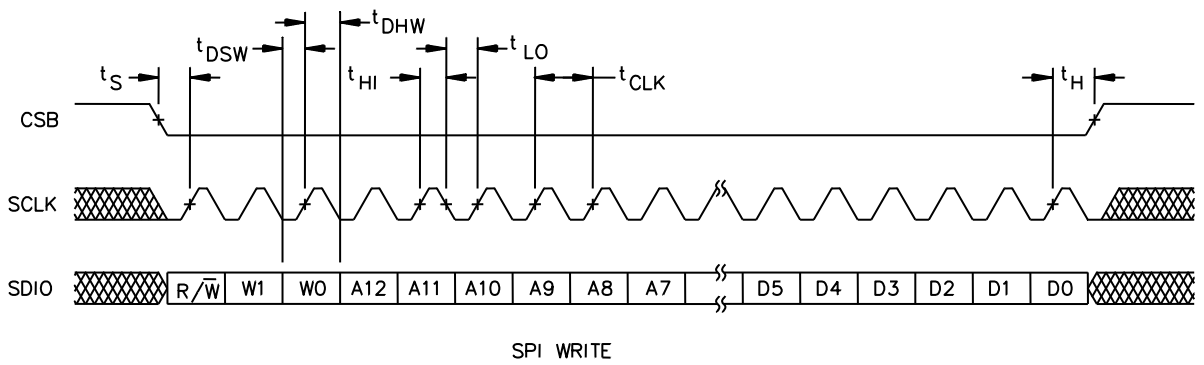 tDHW
tDSW tLO
tS tHI tCLK tH
CSB
SCLK
SDIO R/W̅ W1 W0 A12 A11 A10 A9 A8 A7 D5 D4 D3 D2 D1 D0
SPI WRITE